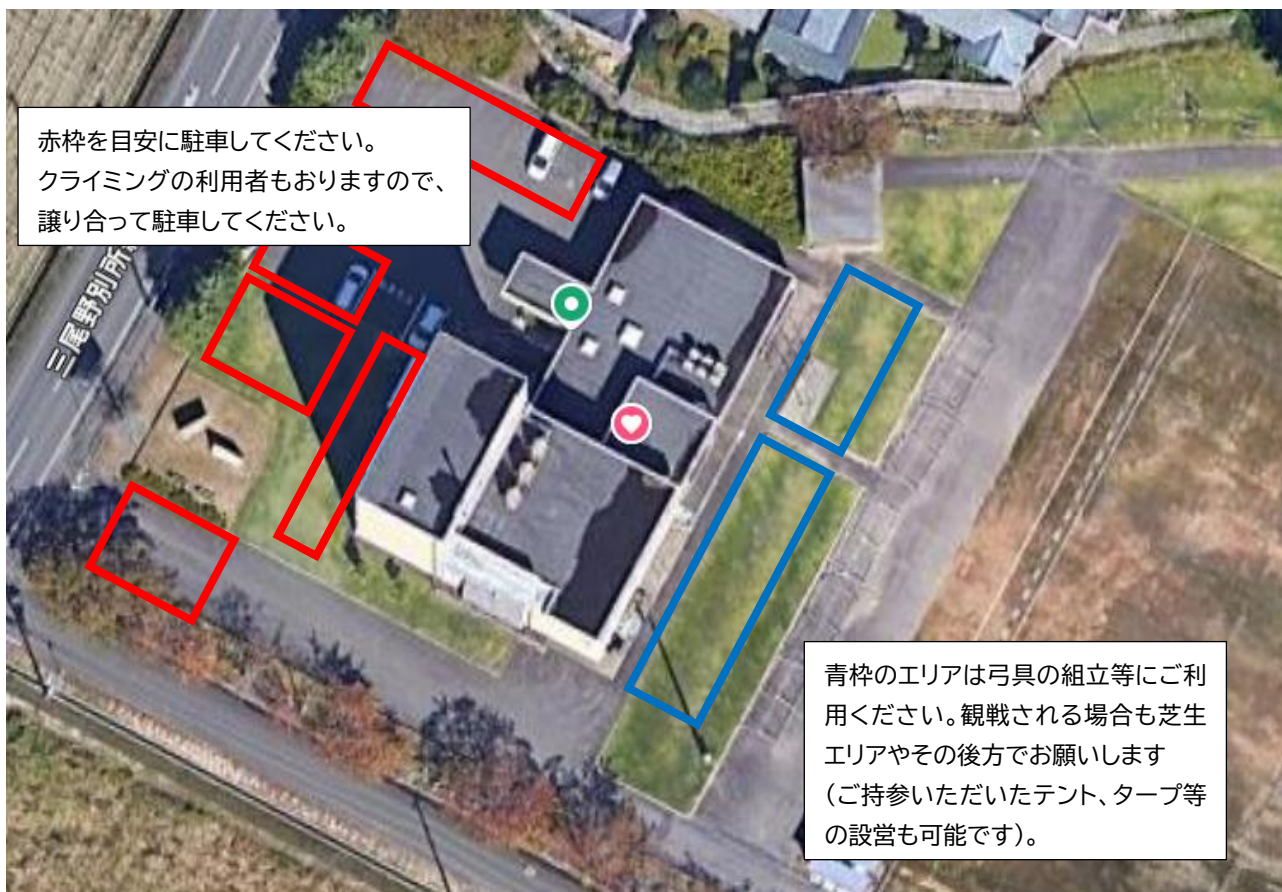 赤枠を目安に駐車してください。
クライミングの利用者もおりますので、
譲り合って駐車してください。
三尾野別所
青枠のエリアは弓具の組立等にご利
用ください。観戦される場合も芝生
エリアやその後方でお願いします
(ご持参いただいたテント、タープ等
の設営も可能です)。